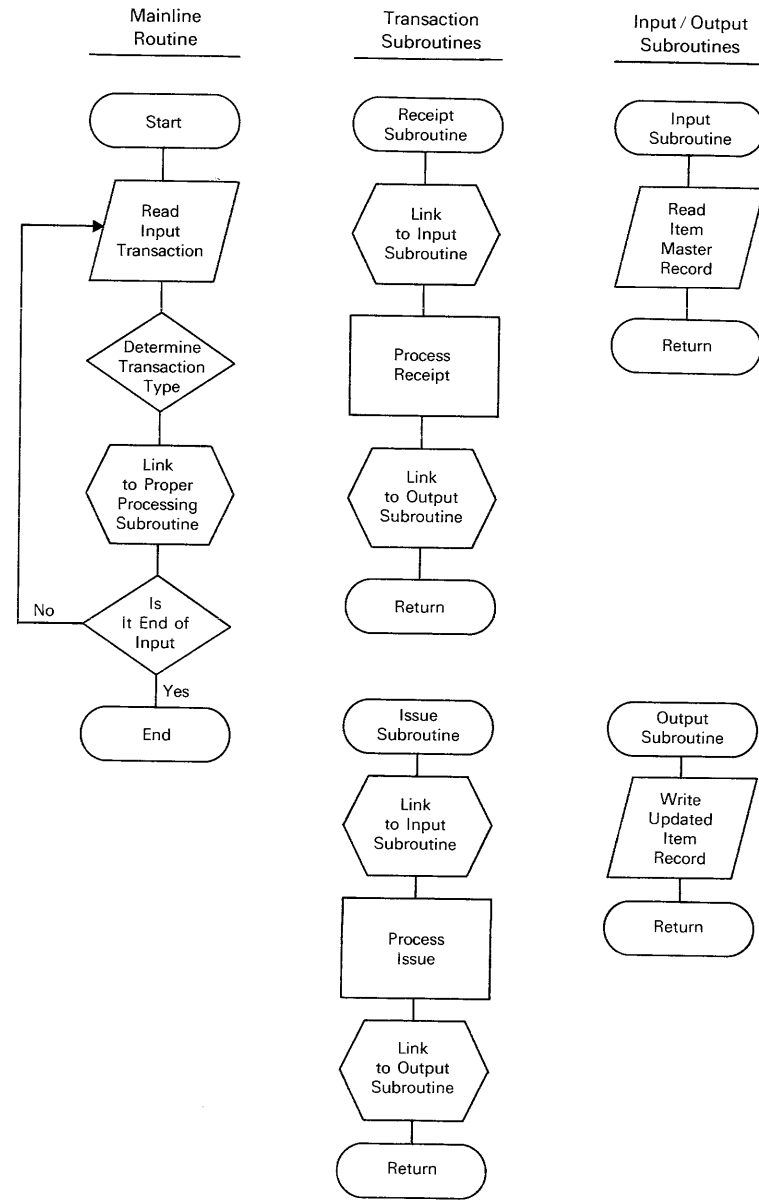 Mainline
Routine
Start
Read
Input
Transaction
Determine
Transaction
Type
Link
to Proper
Processing
Subroutine
Is
It End of
Input
No
Yes
End
Transaction
Subroutines
Receipt
Subroutine
Link
to Input
Subroutine
Process
Receipt
Link
to Output
Subroutine
Return
Issue
Subroutine
Link
to Input
Subroutine
Process
Issue
Link
to Output
Subroutine
Return
Input / Output
Subroutines
Input
Subroutine
Read
Item
Master
Record
Return
Output
Subroutine
Write
Updated
Item
Record
Return